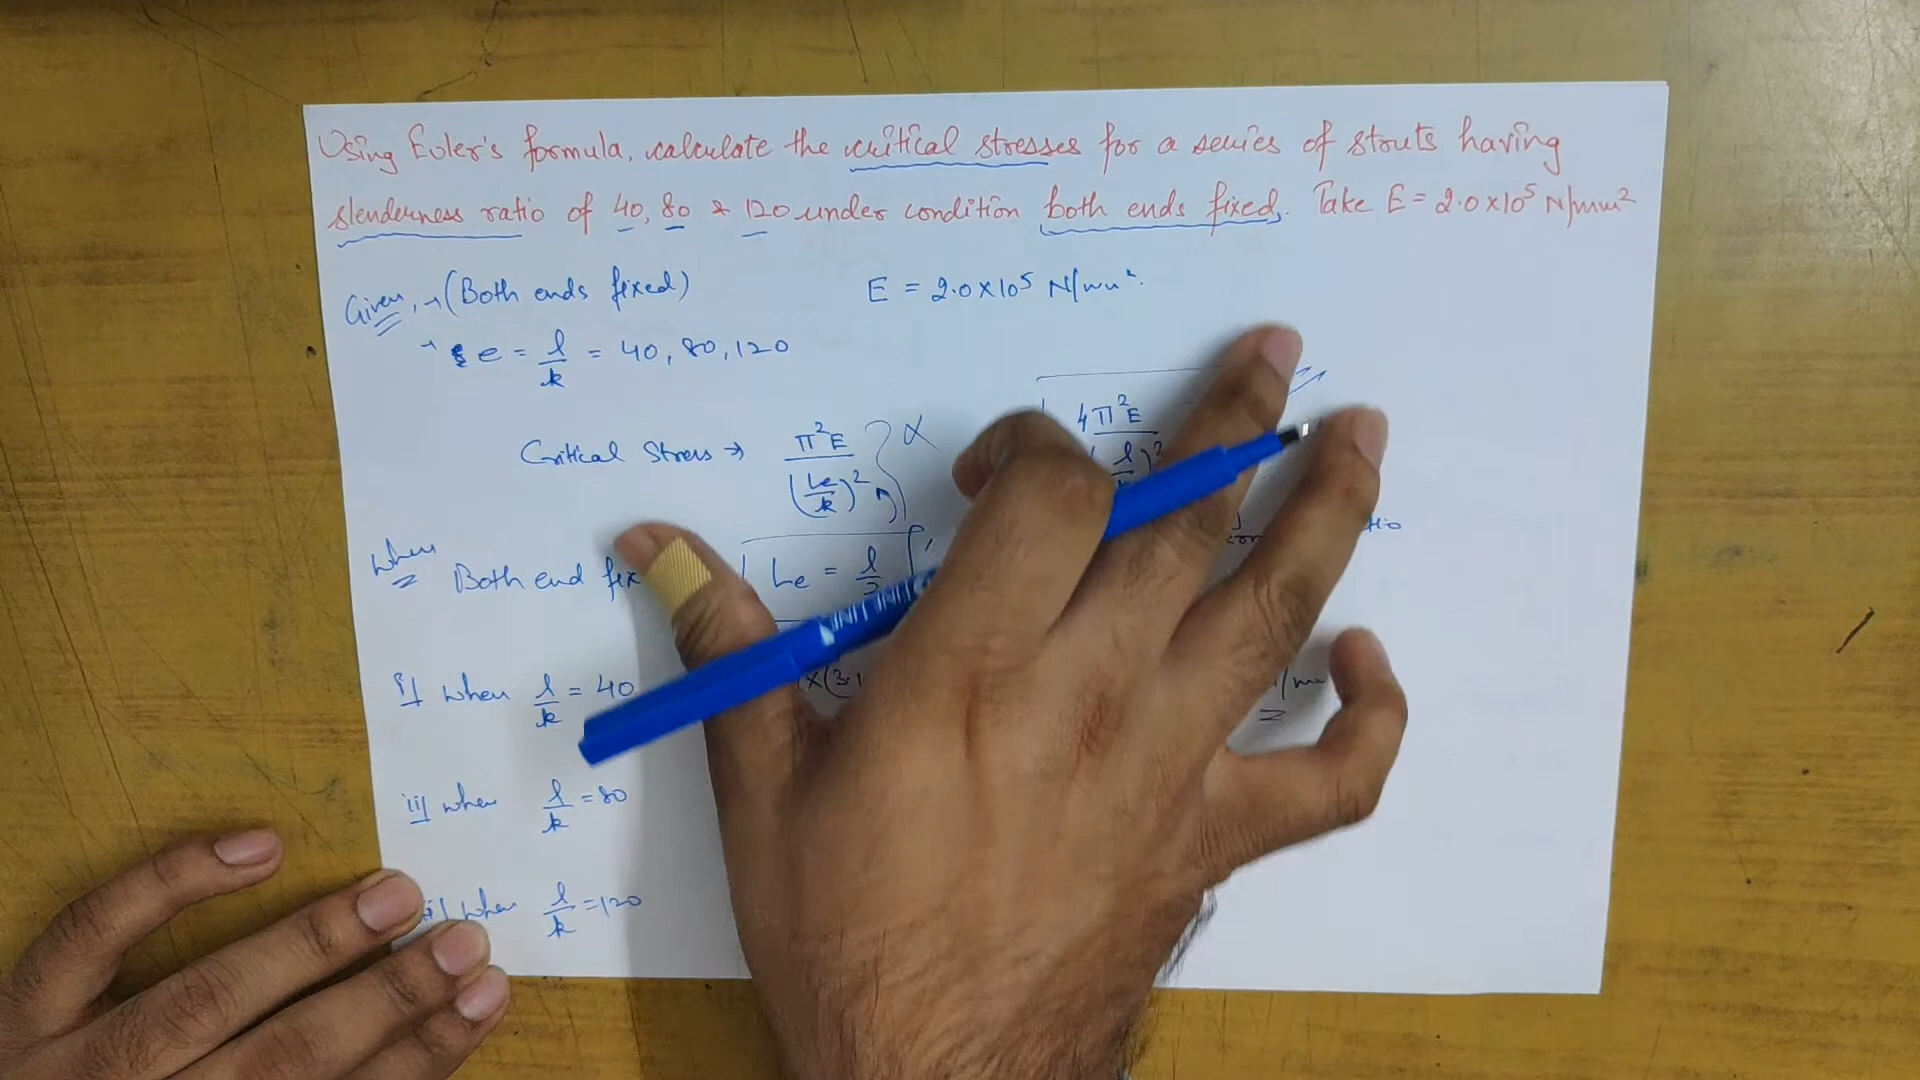 Using Euler's formula, calculate the critical stresses for a series of struts having
slenderness ratio of 40, 80 & 120 under condition both ends fixed. Take E = 2.0×10⁵ N/mm²
Given, → (Both ends fixed) E = 2.0×10⁵ N/mm².
→ e = l/k = 40, 80, 120
Critical Stress → π²E/(Le/k)² α 4π²E/(l/k)²
When Both end fix Le = l/2
i) when l/k = 40 ×(3.1
ii) when l/k = 80
when l/k = 120